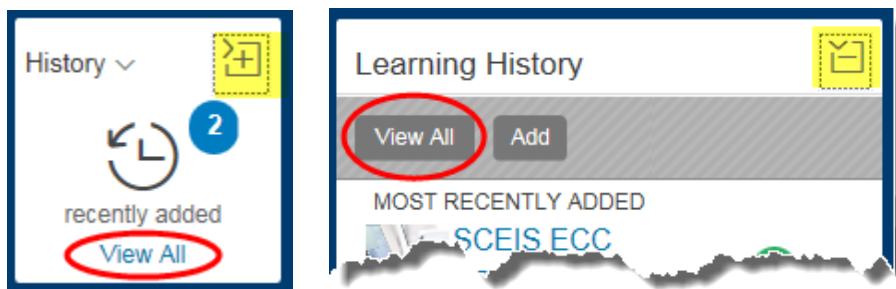 History
2
recently added
View All
Learning History
View All Add
MOST RECENTLY ADDED
SCEIS ECC